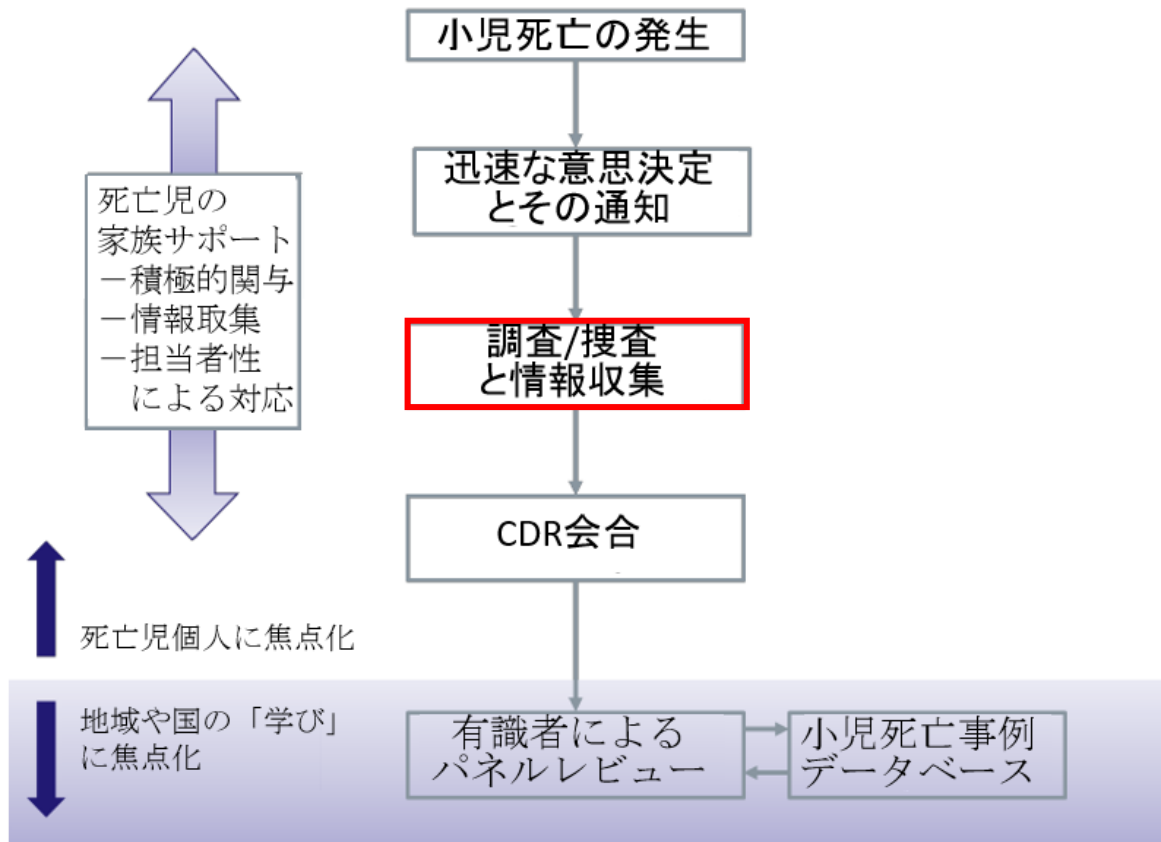 小児死亡の発生
迅速な意思決定
とその通知
死亡児の
家族サポート
－積極的関与
－情報取集
－担当者性
による対応
調査/捜査
と情報収集
CDR会合
死亡児個人に焦点化
地域や国の「学び」
に焦点化
有識者による
パネルレビュー
小児死亡事例
データベース